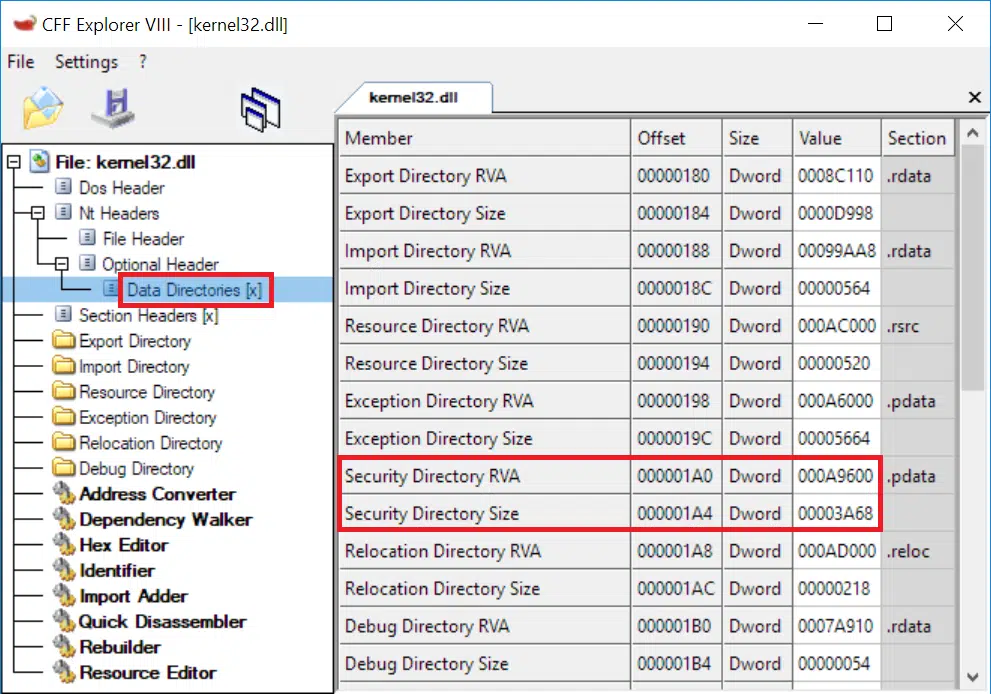 CFF Explorer VIII - [kernel32.dll]
File Settings ?
kernel32.dll
File: kernel32.dll
Dos Header
Nt Headers
File Header
Optional Header
Data Directories [x]
Section Headers [x]
Export Directory
Import Directory
Resource Directory
Exception Directory
Relocation Directory
Debug Directory
Address Converter
Dependency Walker
Hex Editor
Identifier
Import Adder
Quick Disassembler
Rebuilder
Resource Editor
Member Offset Size Value Section
Export Directory RVA 00000180 Dword 0008C110 .rdata
Export Directory Size 00000184 Dword 0000D998
Import Directory RVA 00000188 Dword 00099AA8 .rdata
Import Directory Size 0000018C Dword 00000564
Resource Directory RVA 00000190 Dword 000AC000 .rsrc
Resource Directory Size 00000194 Dword 00000520
Exception Directory RVA 00000198 Dword 000A6000 .pdata
Exception Directory Size 0000019C Dword 00005664
Security Directory RVA 000001A0 Dword 000A9600 .pdata
Security Directory Size 000001A4 Dword 00003A68
Relocation Directory RVA 000001A8 Dword 000AD000 .reloc
Relocation Directory Size 000001AC Dword 00000218
Debug Directory RVA 000001B0 Dword 0007A910 .rdata
Debug Directory Size 000001B4 Dword 00000054